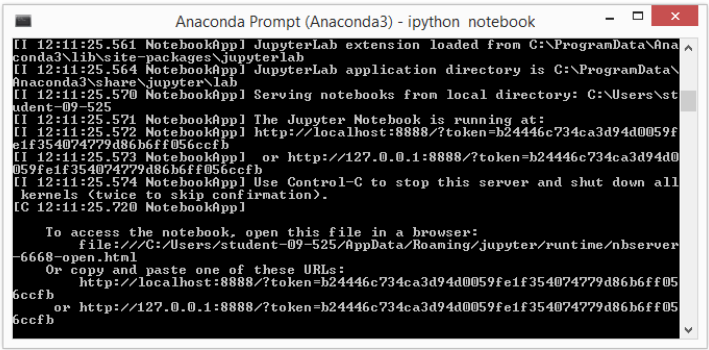 Anaconda Prompt (Anaconda3) - ipython  notebook
[I 12:11:25.561 NotebookApp] JupyterLab extension loaded from C:\ProgramData\Ana
conda3\lib\site-packages\jupyterlab
[I 12:11:25.564 NotebookApp] JupyterLab application directory is C:\ProgramData\
Anaconda3\share\jupyter\lab
[I 12:11:25.570 NotebookApp] Serving notebooks from local directory: C:\Users\st
udent-09-525
[I 12:11:25.571 NotebookApp] The Jupyter Notebook is running at:
[I 12:11:25.572 NotebookApp] http://localhost:8888/?token=b24446c734ca3d94d0059f
e1f354074779d86b6ff056ccfb
[I 12:11:25.573 NotebookApp]  or http://127.0.0.1:8888/?token=b24446c734ca3d94d0
059fe1f354074779d86b6ff056ccfb
[I 12:11:25.574 NotebookApp] Use Control-C to stop this server and shut down all
 kernels (twice to skip confirmation).
[C 12:11:25.720 NotebookApp]
    To access the notebook, open this file in a browser:
        file:///C:/Users/student-09-525/AppData/Roaming/jupyter/runtime/nbserver
-6668-open.html
    Or copy and paste one of these URLs:
        http://localhost:8888/?token=b24446c734ca3d94d0059fe1f354074779d86b6ff05
6ccfb
     or http://127.0.0.1:8888/?token=b24446c734ca3d94d0059fe1f354074779d86b6ff05
6ccfb